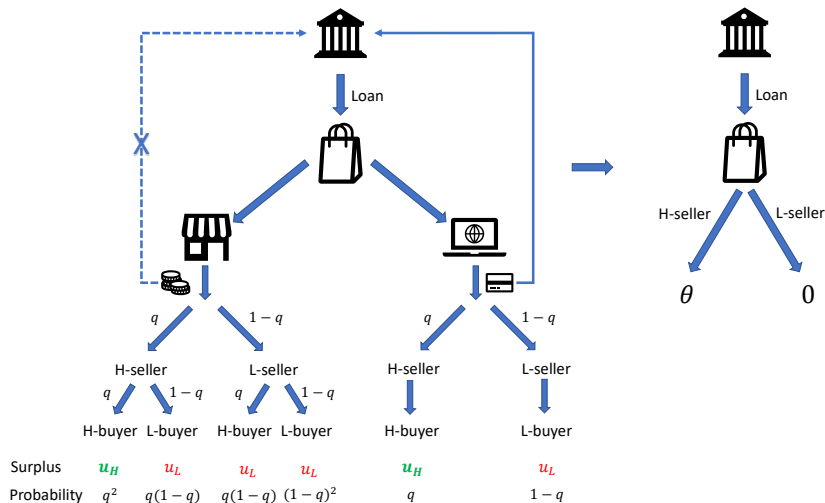 Loan
Loan
X
H-seller L-seller
θ 0
q 1 − q q 1 − q
H-seller L-seller H-seller L-seller
q 1 − q q 1 − q
H-buyer L-buyer H-buyer L-buyer H-buyer L-buyer
Surplus u_H u_L u_L u_L u_H u_L
Probability q² q(1 − q) q(1 − q) (1 − q)² q 1 − q